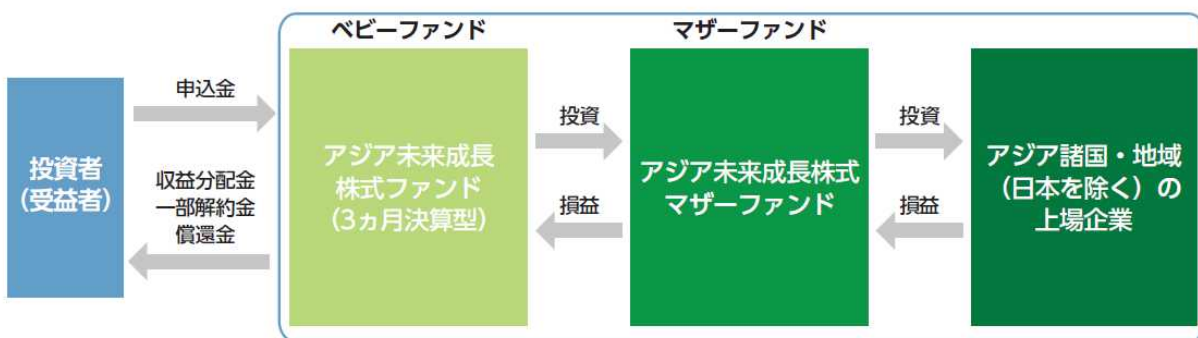 ベビーファンド
マザーファンド
投資者
（受益者）
申込金
収益分配金
一部解約金
償還金
アジア未来成長
株式ファンド
（3ヵ月決算型）
投資
損益
アジア未来成長株式
マザーファンド
投資
損益
アジア諸国・地域
（日本を除く）の
上場企業